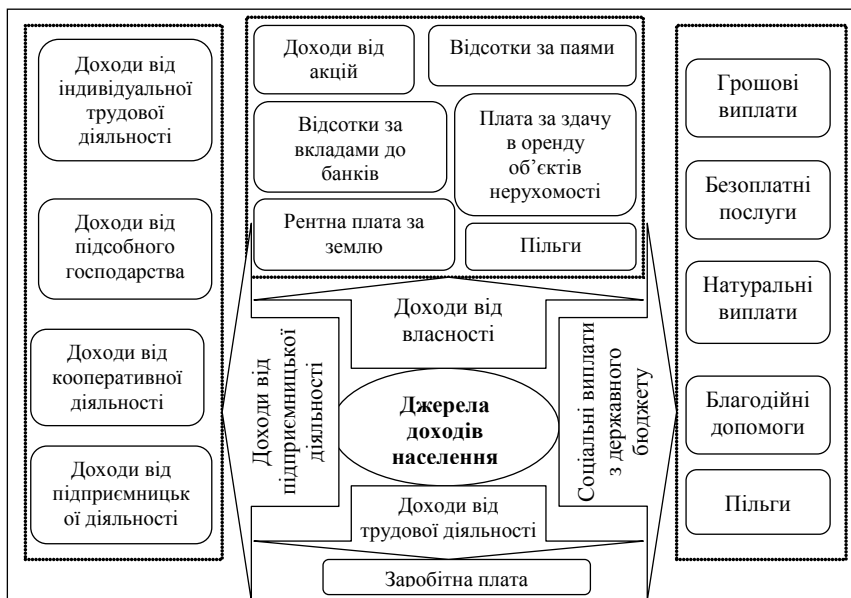 Доходи від
індивідуальної
трудової
діяльності
Доходи від
підсобного
господарства
Доходи від
кооперативної
діяльності
Доходи від
підприємницьк
ої діяльності
Доходи від
акцій
Відсотки за паями
Відсотки за
вкладами до
банків
Плата за здачу
в оренду
об’єктів
нерухомості
Рентна плата за
землю
Пільги
Доходи від
власності
Доходи від
підприємницької
діяльності
Джерела
доходів
населення
Соціальні виплати
з державного
бюджету
Доходи від
трудової діяльності
Заробітна плата
Грошові
виплати
Безоплатні
послуги
Натуральні
виплати
Благодійні
допомоги
Пільги